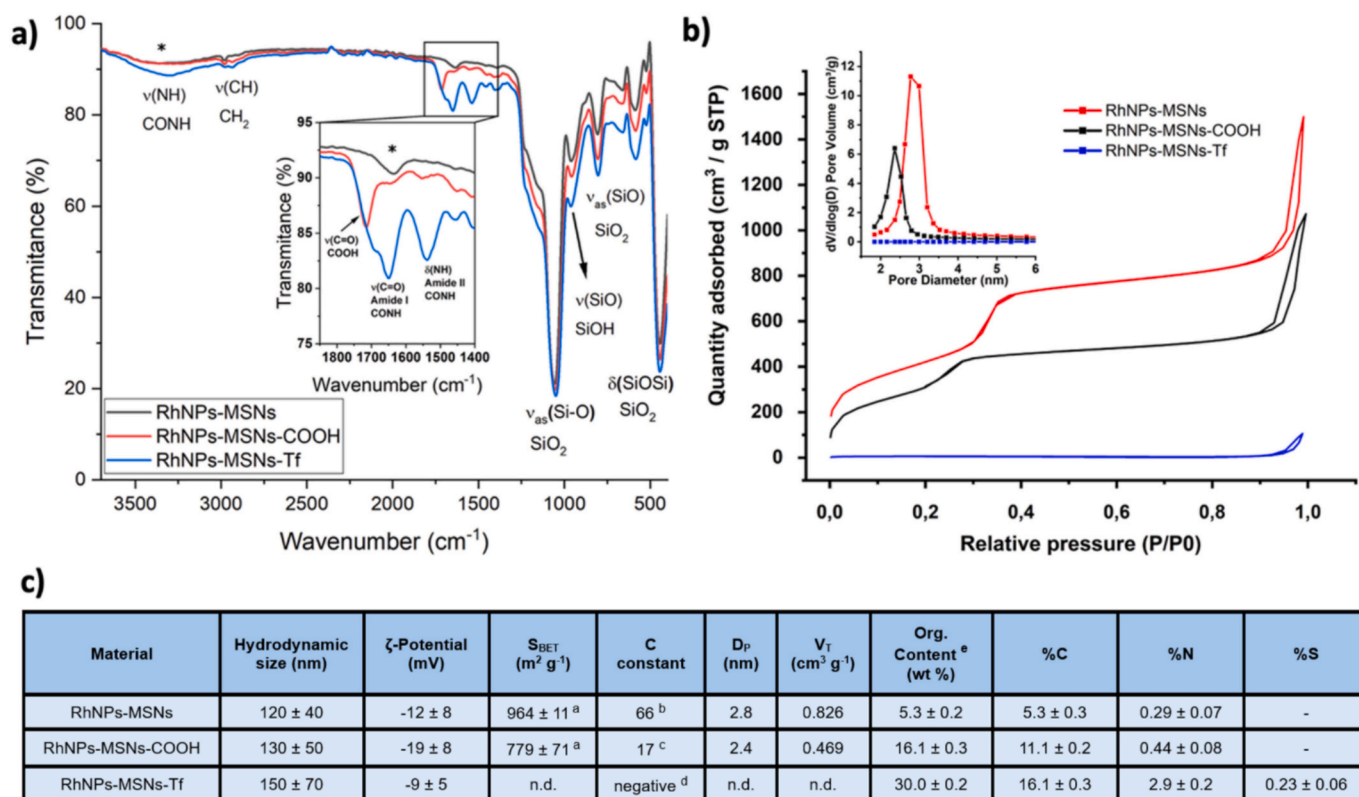 a)
Transmitance (%)
100
80
60
40
20
0
*
ν(NH)
CONH
ν(CH)
CH2
95
90
85
80
75
Transmitance (%)
*
ν(C=O)
COOH
ν(C=O)
Amide I
CONH
δ(NH)
Amide II
CONH
1800 1700 1600 1500 1400
Wavenumber (cm-1)
νas(SiO)
SiO2
ν(SiO)
SiOH
νas(Si-O)
SiO2
δ(SiOSi)
SiO2
RhNPs-MSNs
RhNPs-MSNs-COOH
RhNPs-MSNs-Tf
3500 3000 2500 2000 1500 1000 500
Wavenumber (cm-1)
b)
Quantity adsorbed (cm3 / g STP)
1600
1400
1200
1000
800
600
400
200
0
dV/dlog(D) Pore Volume (cm3/g)
12
10
8
6
4
2
0
2 3 4 5 6
Pore Diameter (nm)
RhNPs-MSNs
RhNPs-MSNs-COOH
RhNPs-MSNs-Tf
0,0 0,2 0,4 0,6 0,8 1,0
Relative pressure (P/P0)
c)
Material Hydrodynamic size (nm) ζ-Potential (mV) SBET (m2 g-1) C constant DP (nm) VT (cm3 g-1) Org. Content e (wt %) %C %N %S
RhNPs-MSNs 120 ± 40 -12 ± 8 964 ± 11 a 66 b 2.8 0.826 5.3 ± 0.2 5.3 ± 0.3 0.29 ± 0.07 -
RhNPs-MSNs-COOH 130 ± 50 -19 ± 8 779 ± 71 a 17 c 2.4 0.469 16.1 ± 0.3 11.1 ± 0.2 0.44 ± 0.08 -
RhNPs-MSNs-Tf 150 ± 70 -9 ± 5 n.d. negative d n.d. n.d. 30.0 ± 0.2 16.1 ± 0.3 2.9 ± 0.2 0.23 ± 0.06